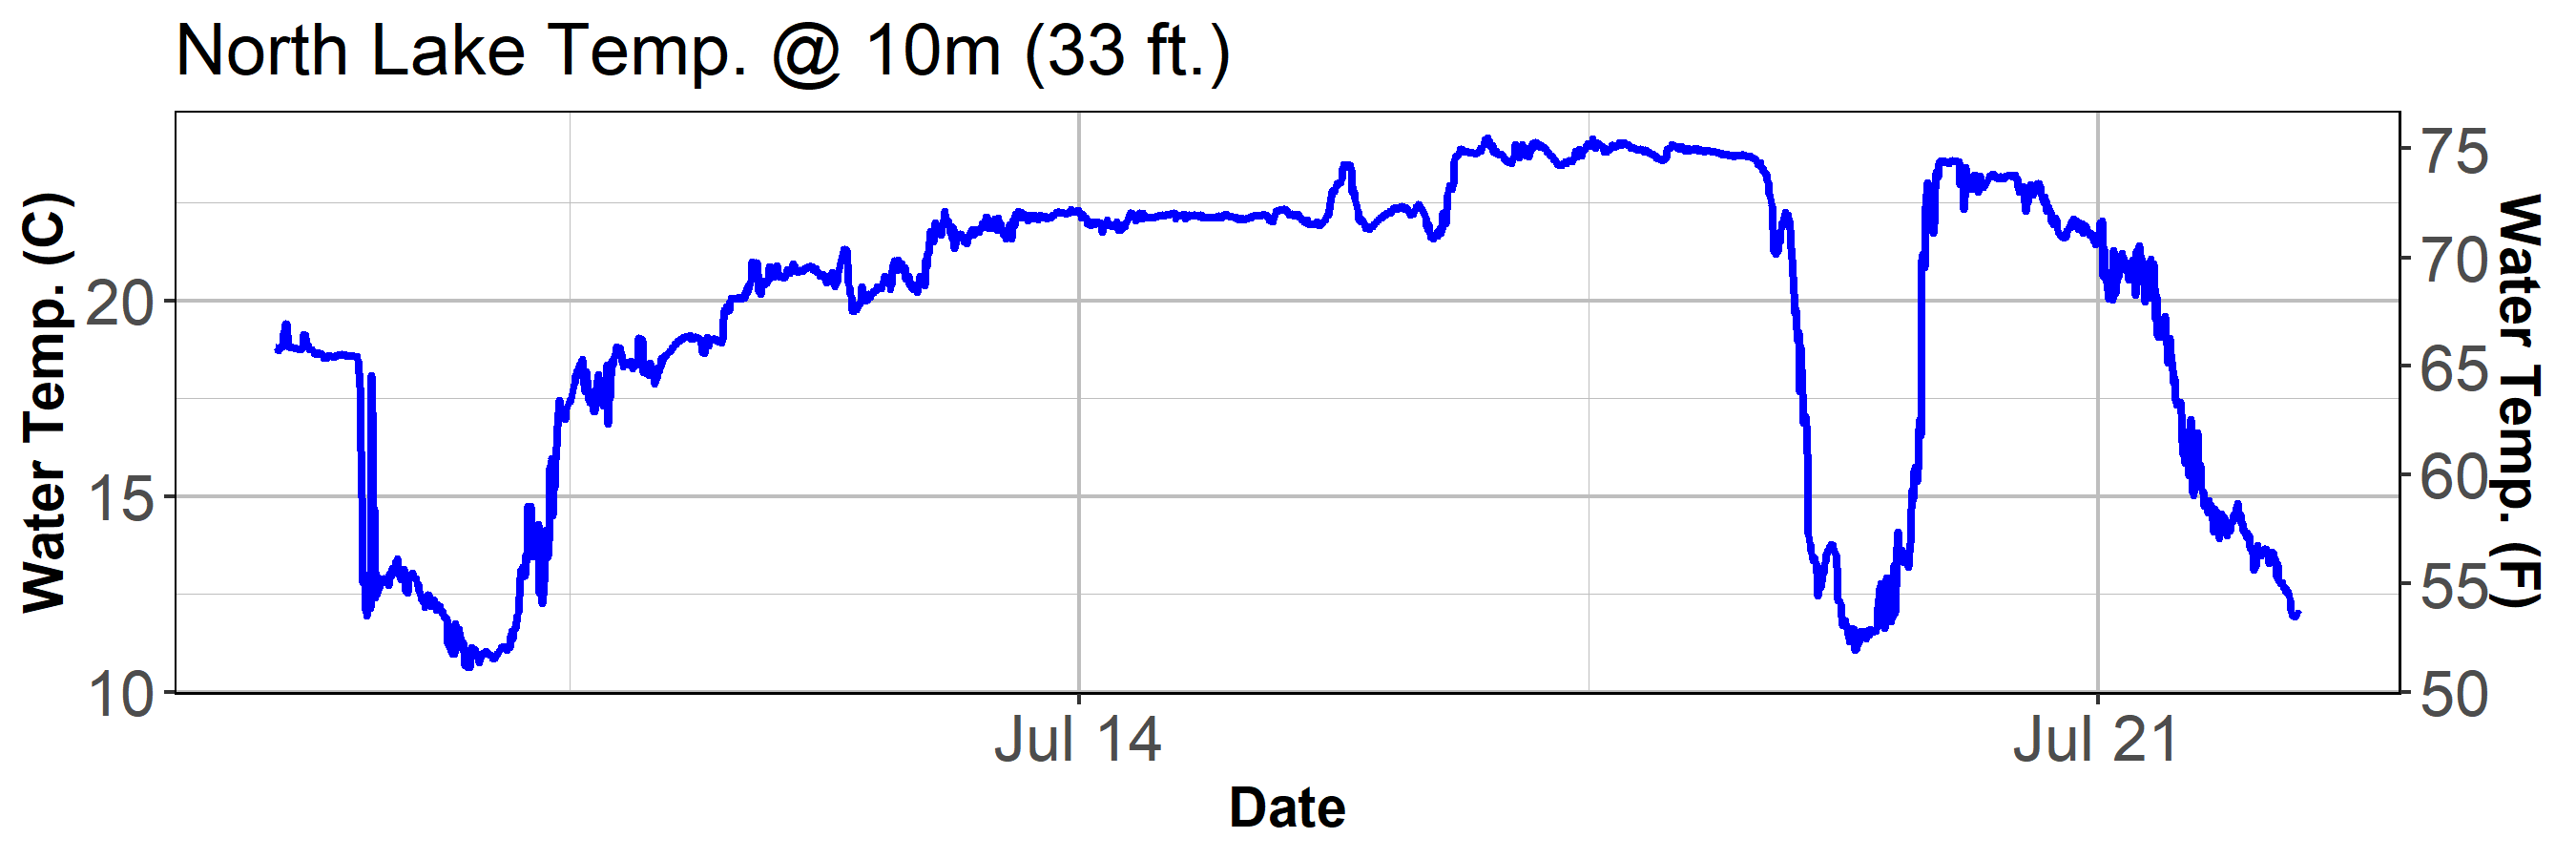 North Lake Temp. @ 10m (33 ft.)
Water Temp. (C)
20
15
10
75
70
65
60
55
50
Water Temp. (F)
Jul 14
Jul 21
Date